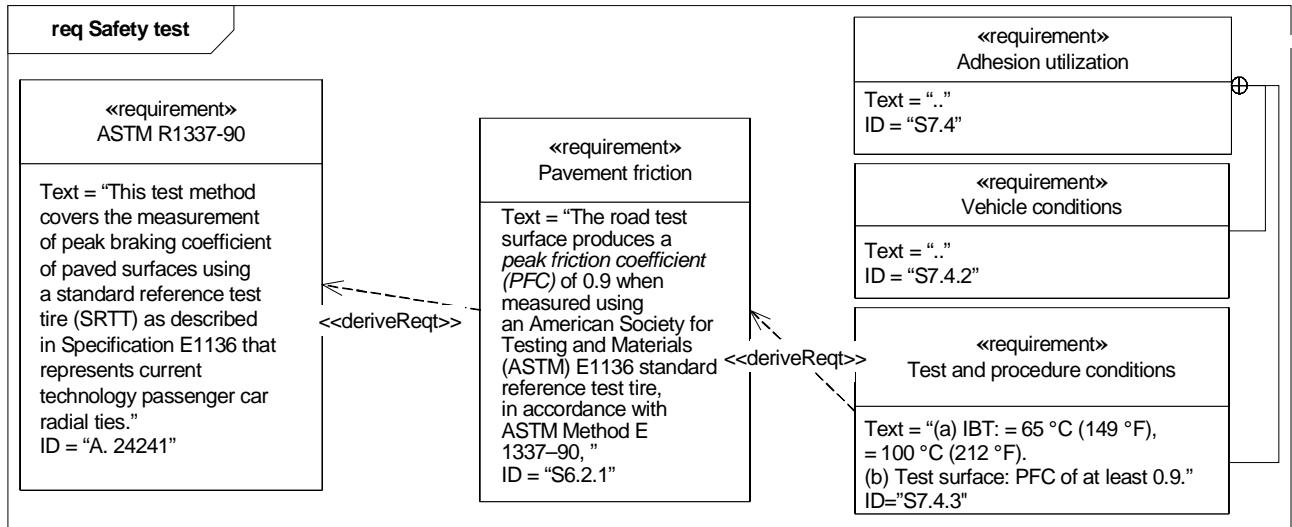 req Safety test
«requirement»
ASTM R1337-90
Text = “This test method
covers the measurement
of peak braking coefficient
of paved surfaces using
a standard reference test
tire (SRTT) as described
in Specification E1136 that
represents current
technology passenger car
radial ties.”
ID = “A. 24241”
<<deriveReqt>>
«requirement»
Pavement friction
Text = “The road test
surface produces a
peak friction coefficient
(PFC) of 0.9 when
measured using
an American Society for
Testing and Materials
(ASTM) E1136 standard
reference test tire,
in accordance with
ASTM Method E
1337–90, ”
ID = “S6.2.1”
<<deriveReqt>>
«requirement»
Adhesion utilization
Text = “..”
ID = “S7.4”
«requirement»
Vehicle conditions
Text = “..”
ID = “S7.4.2”
«requirement»
Test and procedure conditions
Text = “(a) IBT: = 65 °C (149 °F),
= 100 °C (212 °F).
(b) Test surface: PFC of at least 0.9.”
ID=”S7.4.3"